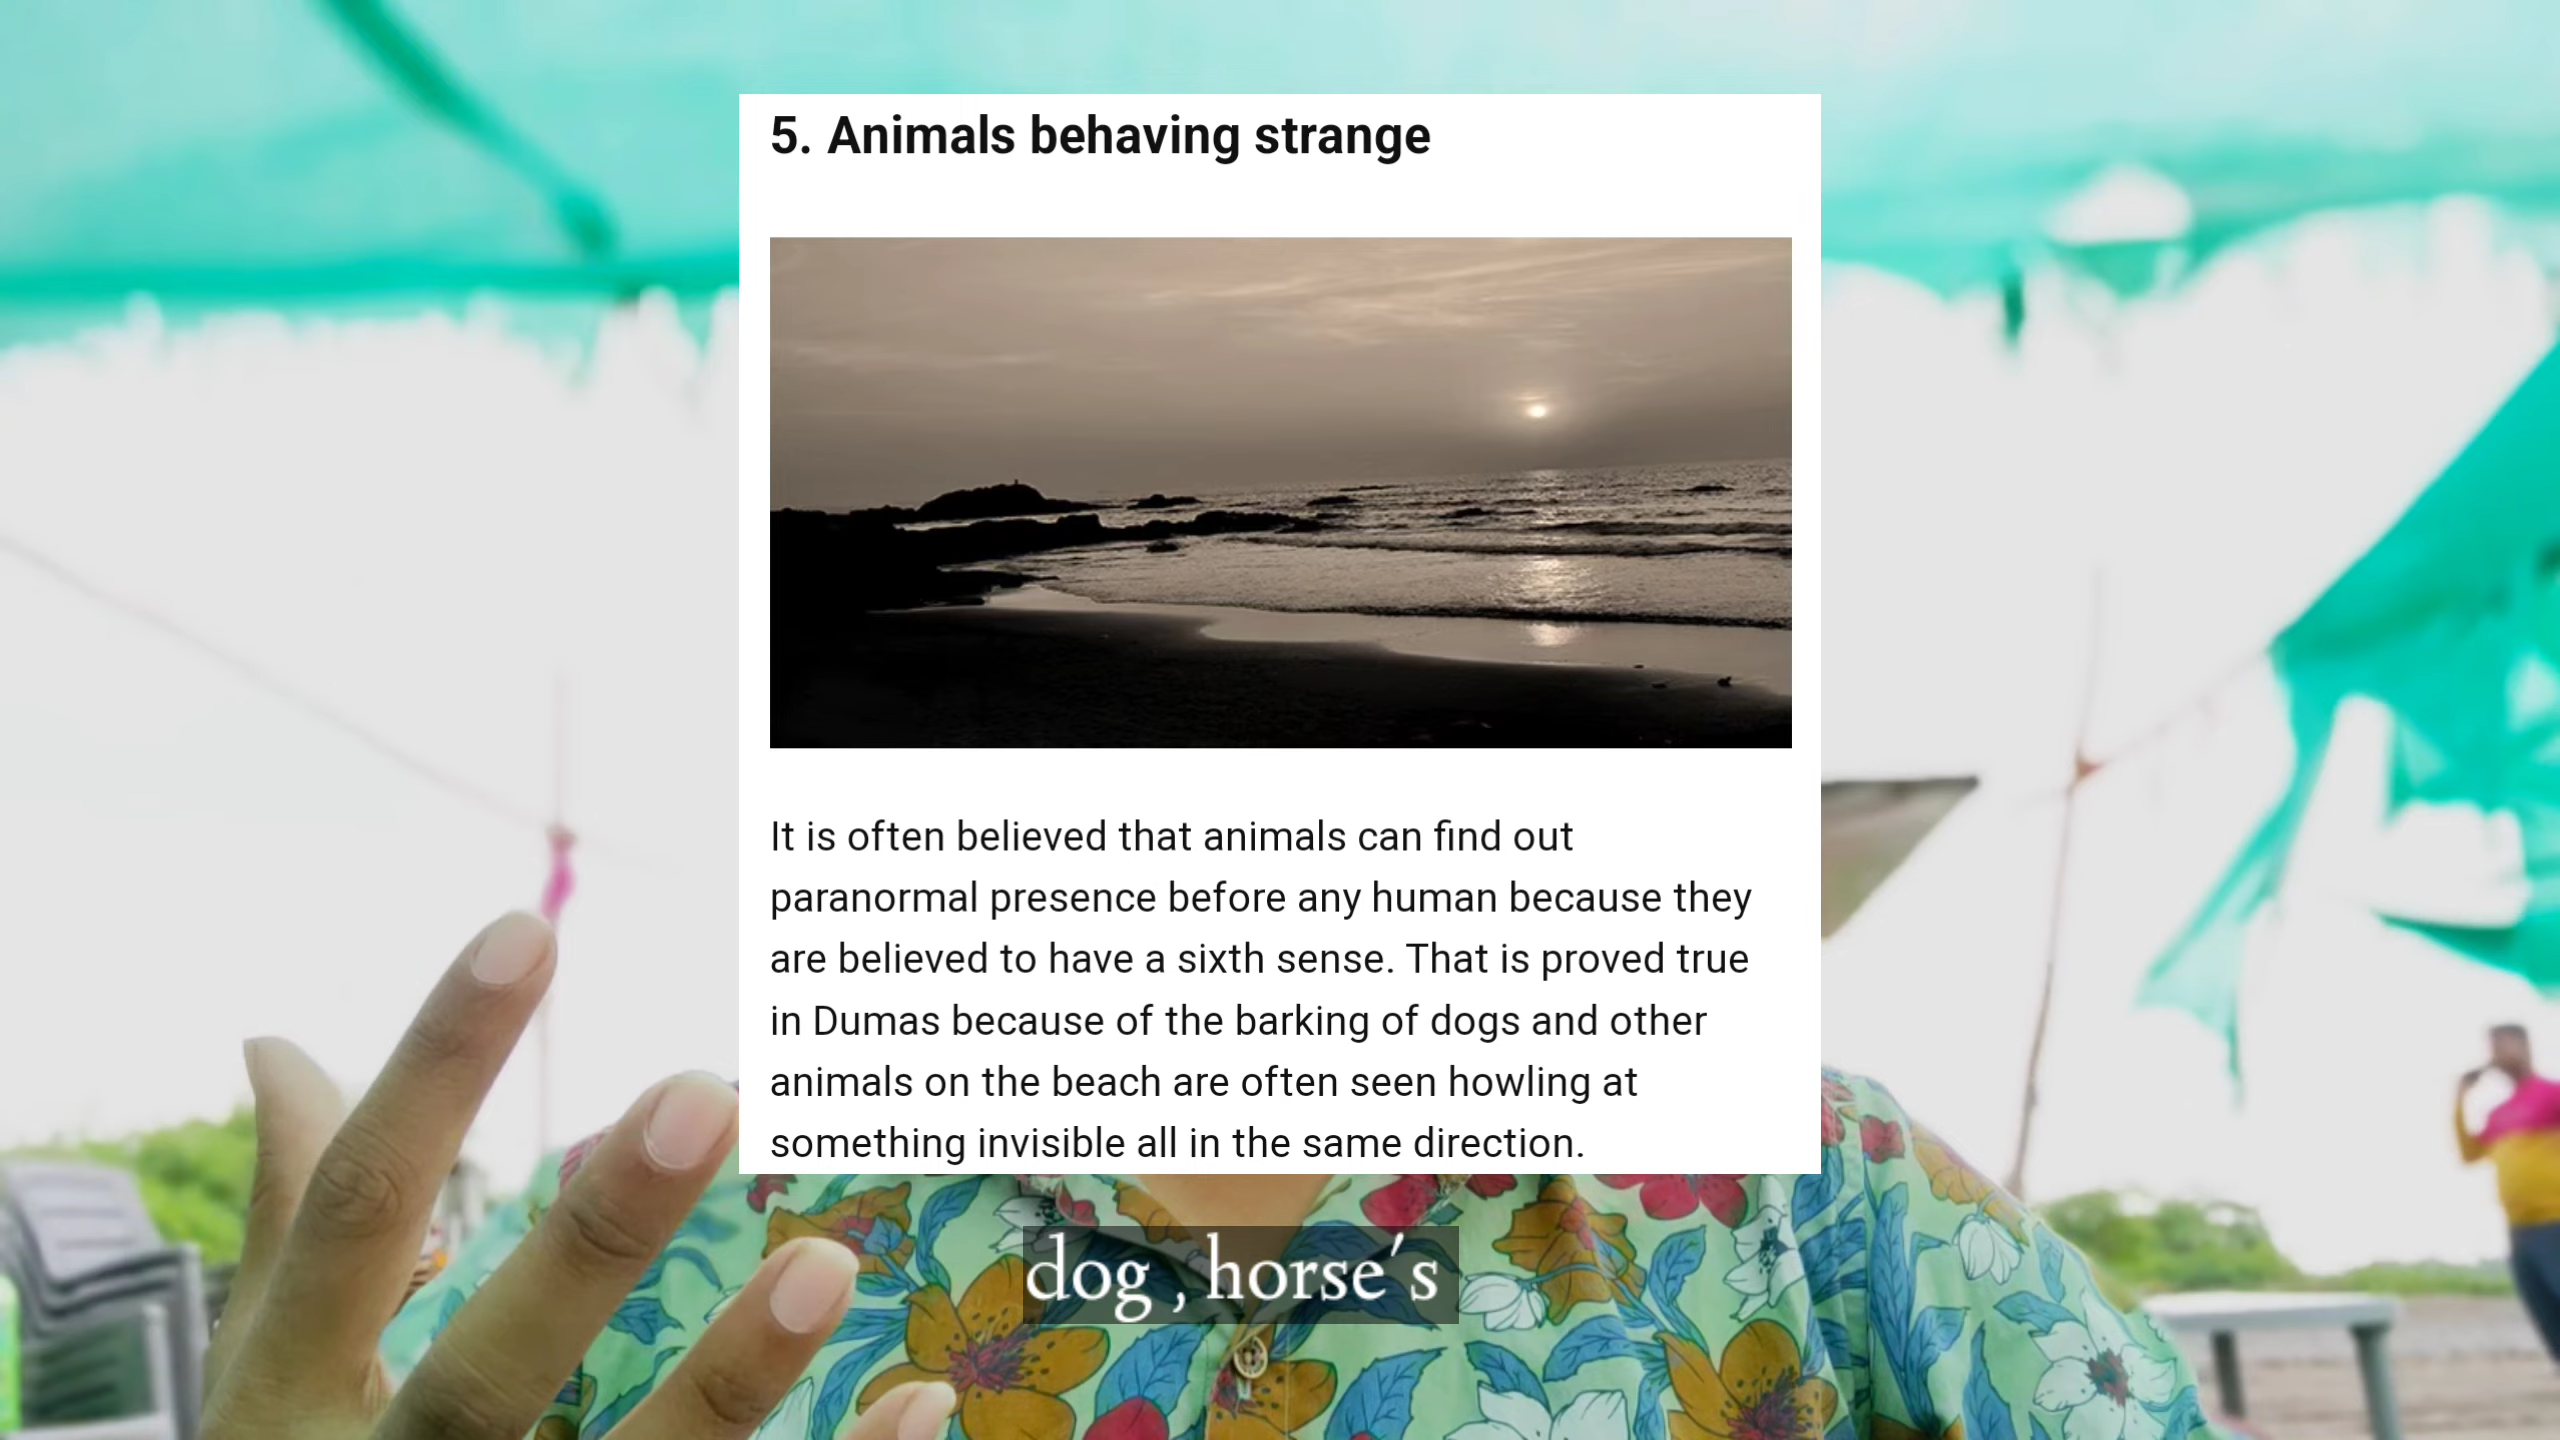 5. Animals behaving strange
It is often believed that animals can find out
paranormal presence before any human because they
are believed to have a sixth sense. That is proved true
in Dumas because of the barking of dogs and other
animals on the beach are often seen howling at
something invisible all in the same direction.
dog , horse's